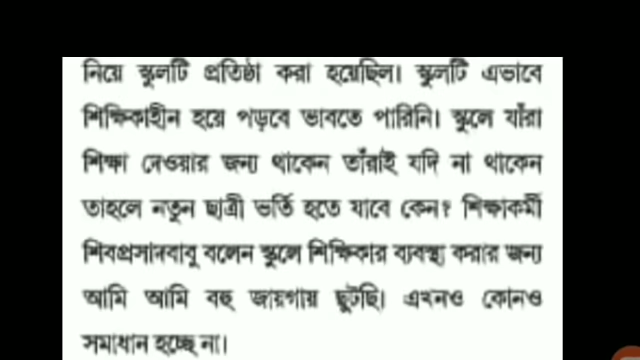 নিয়ে স্কুলটি প্রতিষ্ঠা করা হয়েছিল। স্কুলটি এভাবে
শিক্ষিকাহীন হয়ে পড়বে ভাবতে পারিনি। স্কুলে যাঁরা
শিক্ষা দেওয়ার জন্য থাকেন তাঁরাই যদি না থাকেন
তাহলে নতুন ছাত্রী ভর্তি হতে যাবে কেন? শিক্ষাকর্মী
শিবপ্রসাদবাবু বলেন স্কুলে শিক্ষিকার ব্যবস্থা করার জন্য
আমি আমি বহু জায়গায় ছুটছি। এখনও কোনও
সমাধান হচ্ছে না।